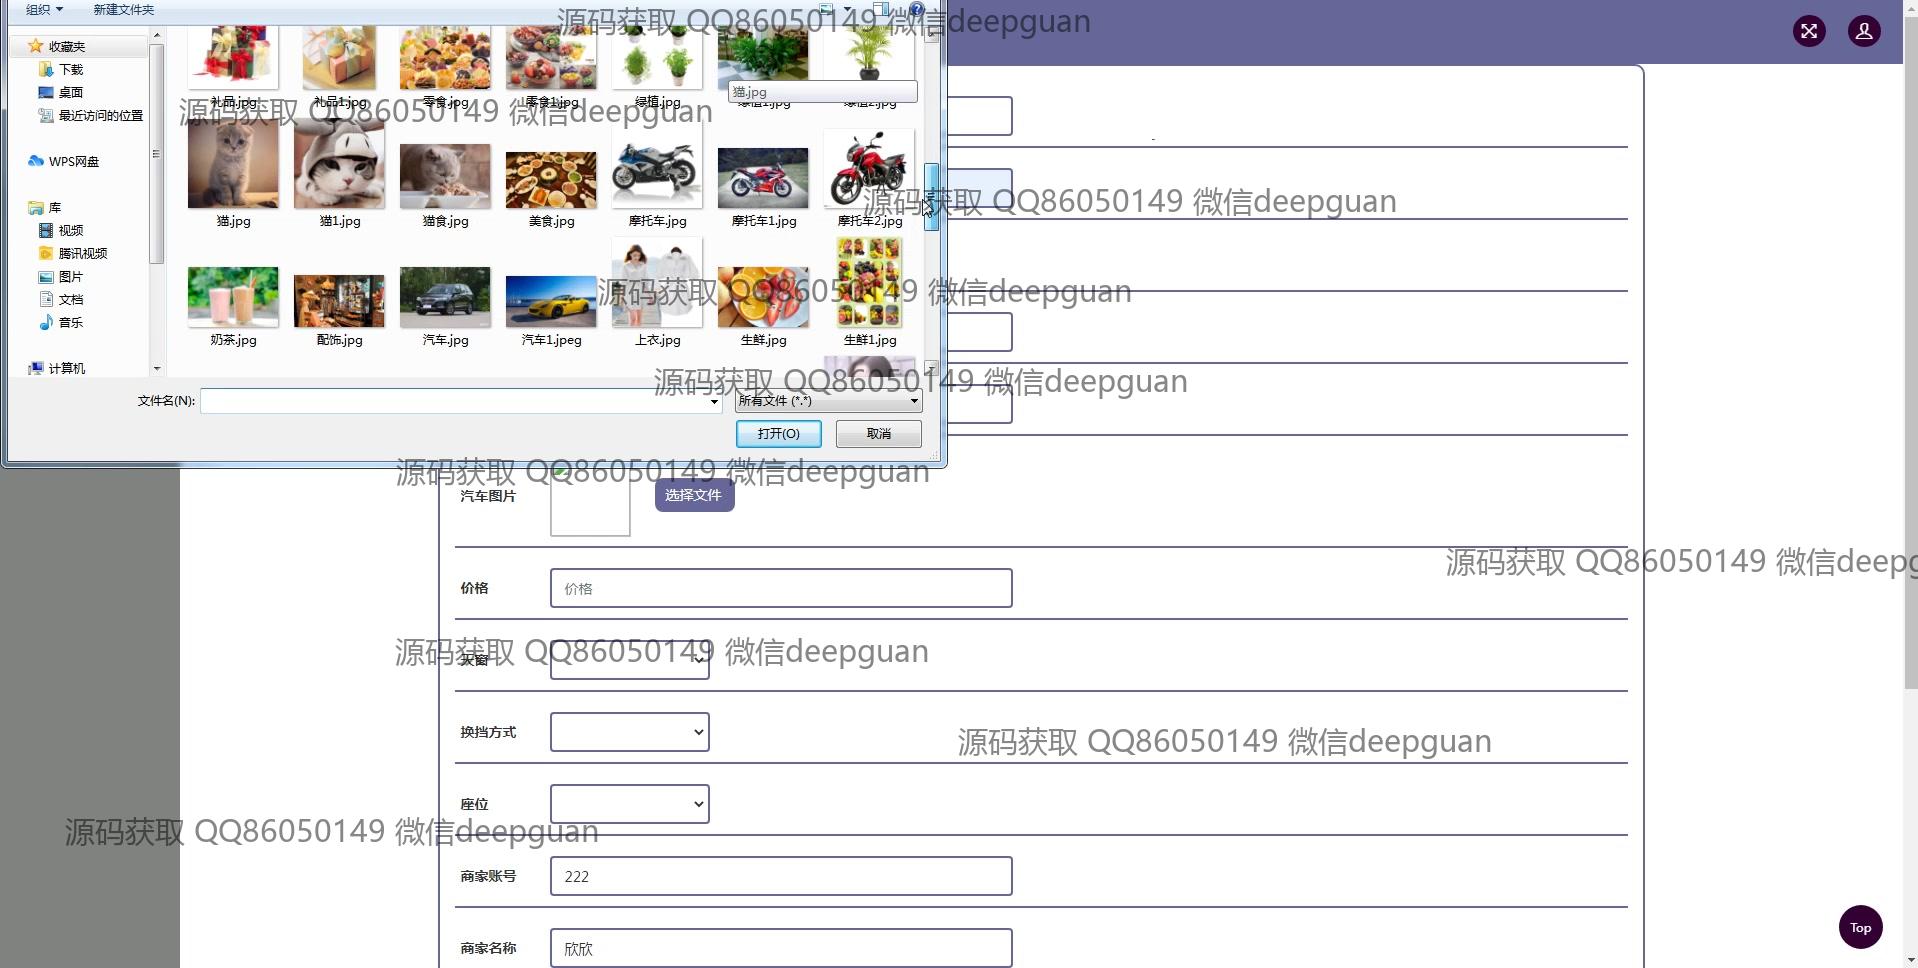 组织 新建文件夹
源码获取 QQ86050149 微信deepguan
收藏夹
下载
桌面
最近访问的位置
WPS网盘
库
视频
腾讯视频
图片
文档
音乐
计算机
礼品.jpg 礼品1.jpg 零食.jpg 零食1.jpg 绿植.jpg 绿植1.jpg 绿植2.jpg
猫.jpg
源码获取 QQ86050149 微信deepguan
源码获取 QQ86050149 微信deepguan
猫.jpg 猫1.jpg 猫食.jpg 美食.jpg 摩托车.jpg 摩托车1.jpg 摩托车2.jpg
源码获取 QQ86050149 微信deepguan
奶茶.jpg 配饰.jpg 汽车.jpg 汽车1.jpeg 上衣.jpg 生鲜.jpg 生鲜1.jpg
源码获取 QQ86050149 微信deepguan
文件名(N): 所有文件 (*.*)
打开(O) 取消
源码获取 QQ86050149 微信deepguan
汽车图片 选择文件
源码获取 QQ86050149 微信deepg
价格 价格
源码获取 QQ86050149 微信deepguan
天窗
换挡方式
源码获取 QQ86050149 微信deepguan
座位
源码获取 QQ86050149 微信deepguan
商家账号 222
商家名称 欣欣
Top